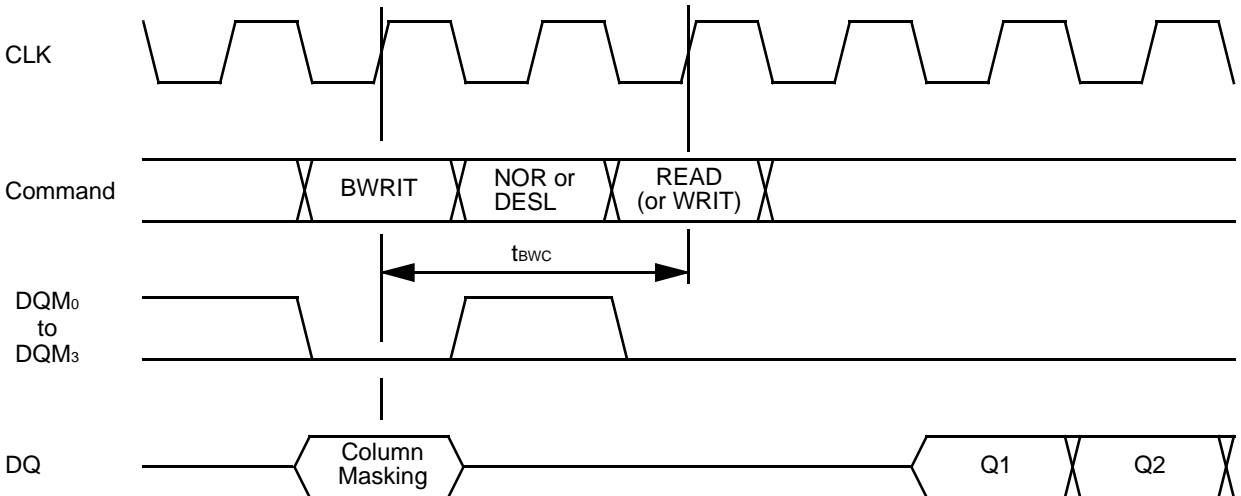 CLK
Command
BWRIT
NOR or
DESL
READ
(or WRIT)
tBWC
DQM0
to
DQM3
DQ
Column
Masking
Q1
Q2